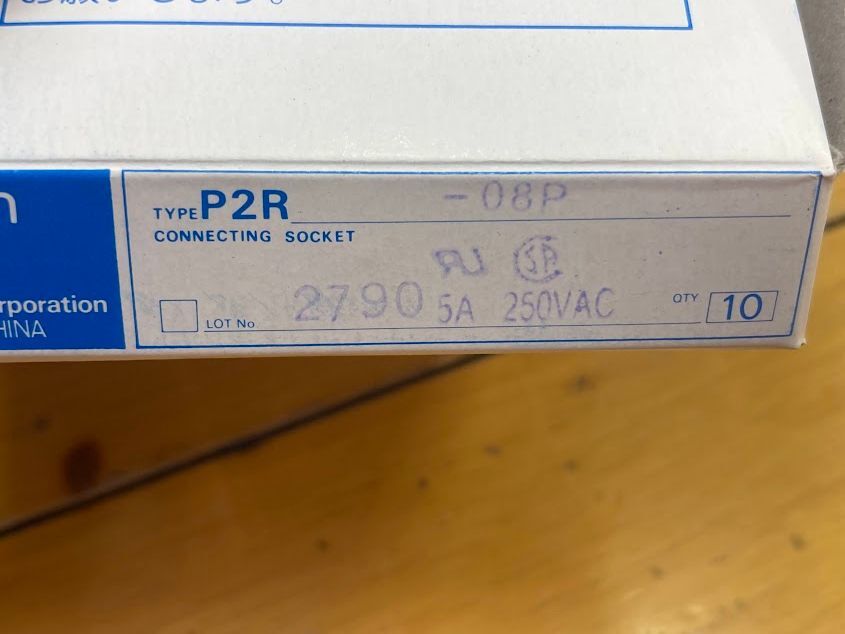 TYPE P2R -08P
CONNECTING SOCKET
LOT No 2790 5A 250VAC QTY 10
rporation
HINA